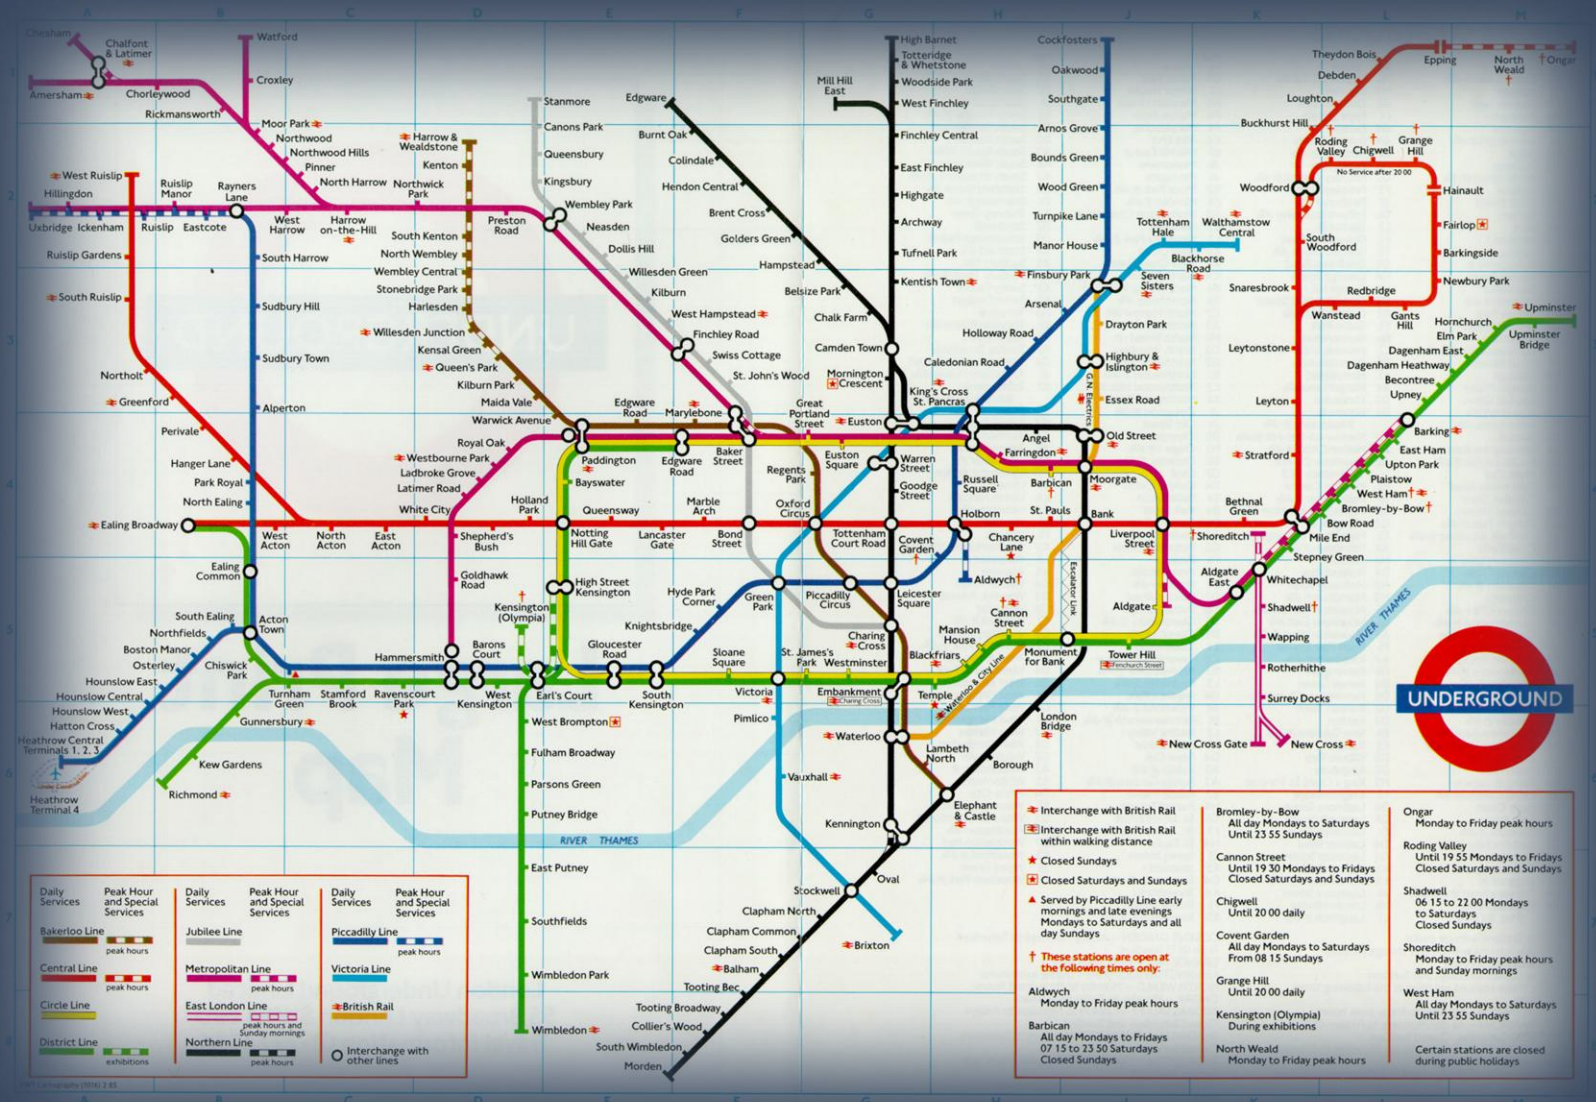 A B C D E F G H J K L M
Chesham
Chalfont
& Latimer
Amersham
Chorleywood
Rickmansworth
Watford
Croxley
Moor Park
Northwood
Northwood Hills
Pinner
North Harrow
Harrow &
Wealdstone
Kenton
Northwick
Park
West Ruislip
Hillingdon
Ruislip
Manor
Rayners
Lane
Uxbridge
Ickenham
Ruislip
Eastcote
West
Harrow
Harrow
on-the-Hill
Preston
Road
Ruislip Gardens
South Ruislip
South Harrow
Sudbury Hill
Sudbury Town
Alperton
Northolt
Greenford
Perivale
Hanger Lane
Park Royal
North Ealing
South Kenton
North Wembley
Wembley Central
Stonebridge Park
Harlesden
Willesden Junction
Kensal Green
Queen's Park
Kilburn Park
Maida Vale
Warwick Avenue
Stanmore
Canons Park
Queensbury
Kingsbury
Wembley Park
Neasden
Dollis Hill
Willesden Green
Kilburn
West Hampstead
Finchley Road
Swiss Cottage
St. John's Wood
Edgware
Burnt Oak
Colindale
Hendon Central
Brent Cross
Golders Green
Hampstead
Belsize Park
Chalk Farm
Camden Town
Mornington
Crescent
Mill Hill
East
High Barnet
Totteridge
& Whetstone
Woodside Park
West Finchley
Finchley Central
East Finchley
Highgate
Archway
Tufnell Park
Kentish Town
Cockfosters
Oakwood
Southgate
Arnos Grove
Bounds Green
Wood Green
Turnpike Lane
Manor House
Finsbury Park
Arsenal
Holloway Road
Caledonian Road
King's Cross
St. Pancras
Tottenham
Hale
Walthamstow
Central
Blackhorse
Road
Seven
Sisters
Drayton Park
Highbury &
Islington
G.N. Electrics
Essex Road
Old Street
Theydon Bois
Debden
Loughton
Buckhurst Hill
Epping
North
Weald
Ongar
Roding
Valley
Chigwell
Grange
Hill
No Service after 20 00
Woodford
Hainault
Fairlop
Barkingside
Newbury Park
South
Woodford
Snaresbrook
Redbridge
Wanstead
Gants
Hill
Leytonstone
Leyton
Stratford
Upminster
Upminster
Bridge
Hornchurch
Elm Park
Dagenham East
Dagenham Heathway
Becontree
Upney
Barking
East Ham
Upton Park
Plaistow
West Ham
Bromley-by-Bow
Bow Road
Mile End
Stepney Green
Royal Oak
Westbourne Park
Ladbroke Grove
Latimer Road
Paddington
Edgware
Road
Marylebone
Edgware
Road
Baker
Street
Great
Portland
Street
Euston
Euston
Square
Warren
Street
Regents
Park
Goodge
Street
Russell
Square
Angel
Farringdon
Barbican
Moorgate
Bayswater
Ealing Broadway
West
Acton
North
Acton
East
Acton
White City
Shepherd's
Bush
Holland
Park
Notting
Hill Gate
Queensway
Lancaster
Gate
Marble
Arch
Bond
Street
Oxford
Circus
Tottenham
Court Road
Holborn
Covent
Garden
Chancery
Lane
St. Pauls
Bank
Liverpool
Street
Bethnal
Green
Shoreditch
Ealing
Common
Goldhawk
Road
High Street
Kensington
Kensington
(Olympia)
Hyde Park
Corner
Knightsbridge
Green
Park
Piccadilly
Circus
Leicester
Square
Aldwych
Escalator Link
Aldgate
East
Aldgate
Whitechapel
Shadwell
Wapping
Rotherhithe
Surrey Docks
New Cross Gate
New Cross
South Ealing
Northfields
Boston Manor
Osterley
Hounslow East
Hounslow Central
Hounslow West
Hatton Cross
Heathrow Central
Terminals 1, 2, 3
Heathrow
Terminal 4
Acton
Town
Chiswick
Park
Turnham
Green
Stamford
Brook
Ravenscourt
Park
Hammersmith
Barons
Court
West
Kensington
Earl's Court
Gloucester
Road
South
Kensington
Sloane
Square
Victoria
St. James's
Park
Westminster
Charing
Cross
Embankment
Charing Cross
Blackfriars
Temple
Mansion
House
Cannon
Street
Monument
for Bank
Tower Hill
Fenchurch Street
Waterloo & City Line
Gunnersbury
Kew Gardens
Richmond
West Brompton
Fulham Broadway
Parsons Green
Putney Bridge
East Putney
Southfields
Wimbledon Park
Wimbledon
Pimlico
Vauxhall
Waterloo
Lambeth
North
Elephant
& Castle
Borough
London
Bridge
Kennington
Oval
Stockwell
Brixton
Clapham North
Clapham Common
Clapham South
Balham
Tooting Bec
Tooting Broadway
Collier's Wood
South Wimbledon
Morden
RIVER THAMES
RIVER THAMES
UNDERGROUND
Daily
Services
Peak Hour
and Special
Services
Bakerloo Line
peak hours
Central Line
peak hours
Circle Line
District Line
exhibitions
Daily
Services
Peak Hour
and Special
Services
Jubilee Line
Metropolitan Line
peak hours
East London Line
peak hours and
Sunday mornings
Northern Line
peak hours
Daily
Services
Peak Hour
and Special
Services
Piccadilly Line
peak hours
Victoria Line
British Rail
Interchange with
other lines
Interchange with British Rail
Interchange with British Rail
within walking distance
Closed Sundays
Closed Saturdays and Sundays
Served by Piccadilly Line early
mornings and late evenings
Mondays to Saturdays and all
day Sundays
† These stations are open at
the following times only:
Aldwych
Monday to Friday peak hours
Barbican
All day Mondays to Fridays
07 15 to 23 50 Saturdays
Closed Sundays
Bromley-by-Bow
All day Mondays to Saturdays
Until 23 55 Sundays
Cannon Street
Until 19 30 Mondays to Fridays
Closed Saturdays and Sundays
Chigwell
Until 20 00 daily
Covent Garden
All day Mondays to Saturdays
From 08 15 Sundays
Grange Hill
Until 20 00 daily
Kensington (Olympia)
During exhibitions
North Weald
Monday to Friday peak hours
Ongar
Monday to Friday peak hours
Roding Valley
Until 19 55 Mondays to Fridays
Closed Saturdays and Sundays
Shadwell
06 15 to 22 00 Mondays
to Saturdays
Closed Sundays
Shoreditch
Monday to Friday peak hours
and Sunday mornings
West Ham
All day Mondays to Saturdays
Until 23 55 Sundays
Certain stations are closed
during public holidays